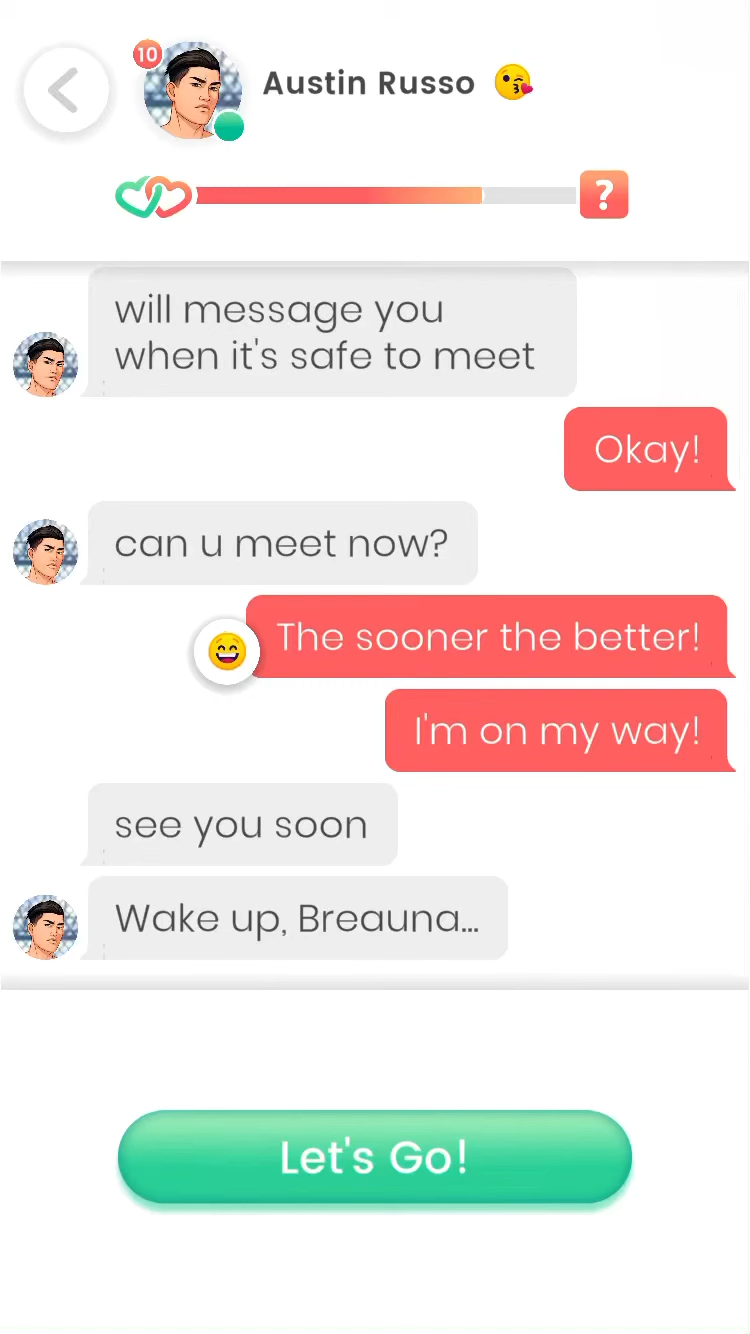 10
Austin Russo 😘
?
will message you
when it's safe to meet
Okay!
can u meet now?
The sooner the better!
I'm on my way!
see you soon
Wake up, Breauna...
Let's Go!